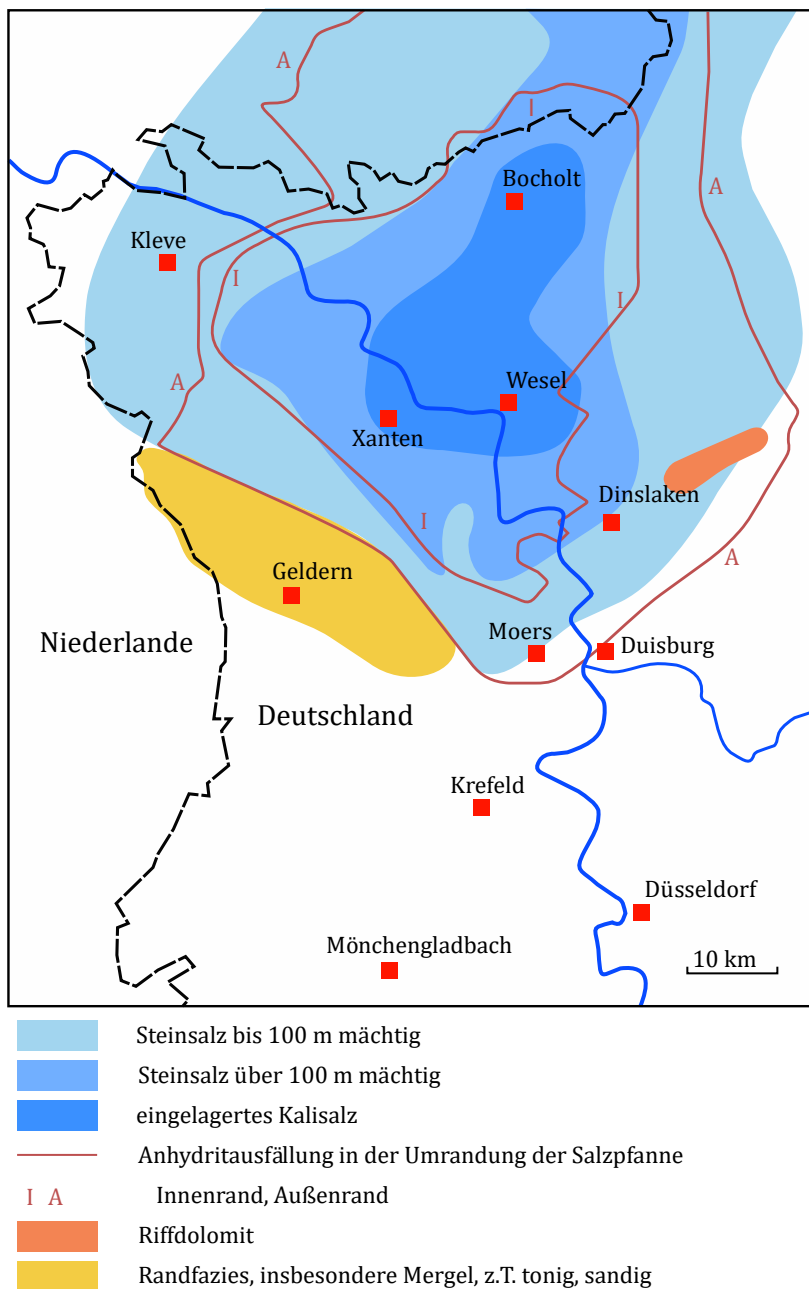 A
I
Bocholt
A
Kleve
I
I
A
Wesel
Xanten
I
Dinslaken
A
Geldern
Niederlande
Moers
Duisburg
Deutschland
Krefeld
Düsseldorf
Mönchengladbach
10 km
Steinsalz bis 100 m mächtig
Steinsalz über 100 m mächtig
eingelagertes Kalisalz
Anhydritausfällung in der Umrandung der Salzpfanne
I A Innenrand, Außenrand
Riffdolomit
Randfazies, insbesondere Mergel, z.T. tonig, sandig